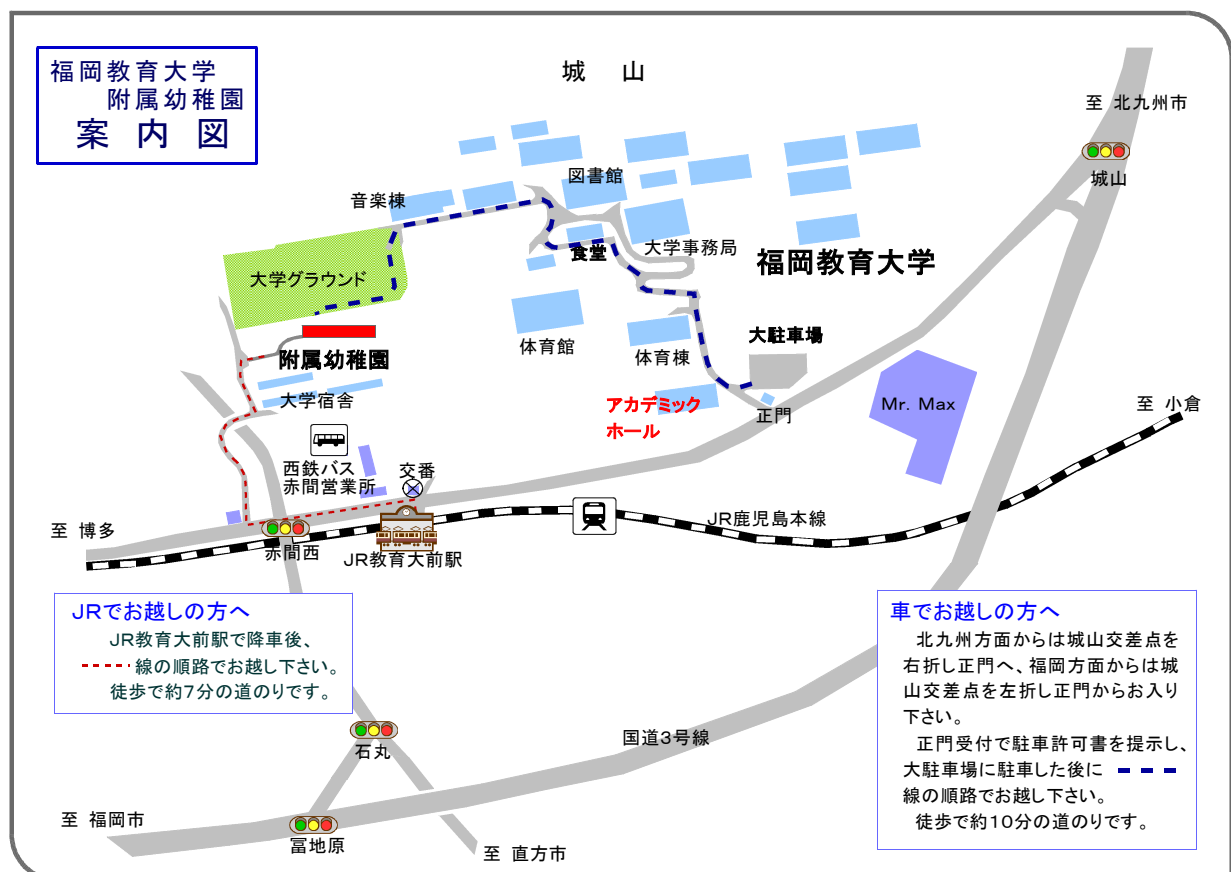 福岡教育大学
附属幼稚園
案 内 図
城 山
至 北九州市
城山
図書館
音楽棟
大学事務局
食堂
福岡教育大学
大学グラウンド
体育館
体育棟
大駐車場
附属幼稚園
大学宿舎
アカデミック
ホール
正門
Mr. Max
至 小倉
西鉄バス
赤間営業所
交番
至 博多
赤間西
JR教育大前駅
JR鹿児島本線
JRでお越しの方へ
JR教育大前駅で降車後、
線の順路でお越し下さい。
徒歩で約7分の道のりです。
車でお越しの方へ
北九州方面からは城山交差点を
右折し正門へ、福岡方面からは城
山交差点を左折し正門からお入り
下さい。
正門受付で駐車許可書を提示し、
大駐車場に駐車した後に
線の順路でお越し下さい。
徒歩で約10分の道のりです。
石丸
国道3号線
至 福岡市
冨地原
至 直方市